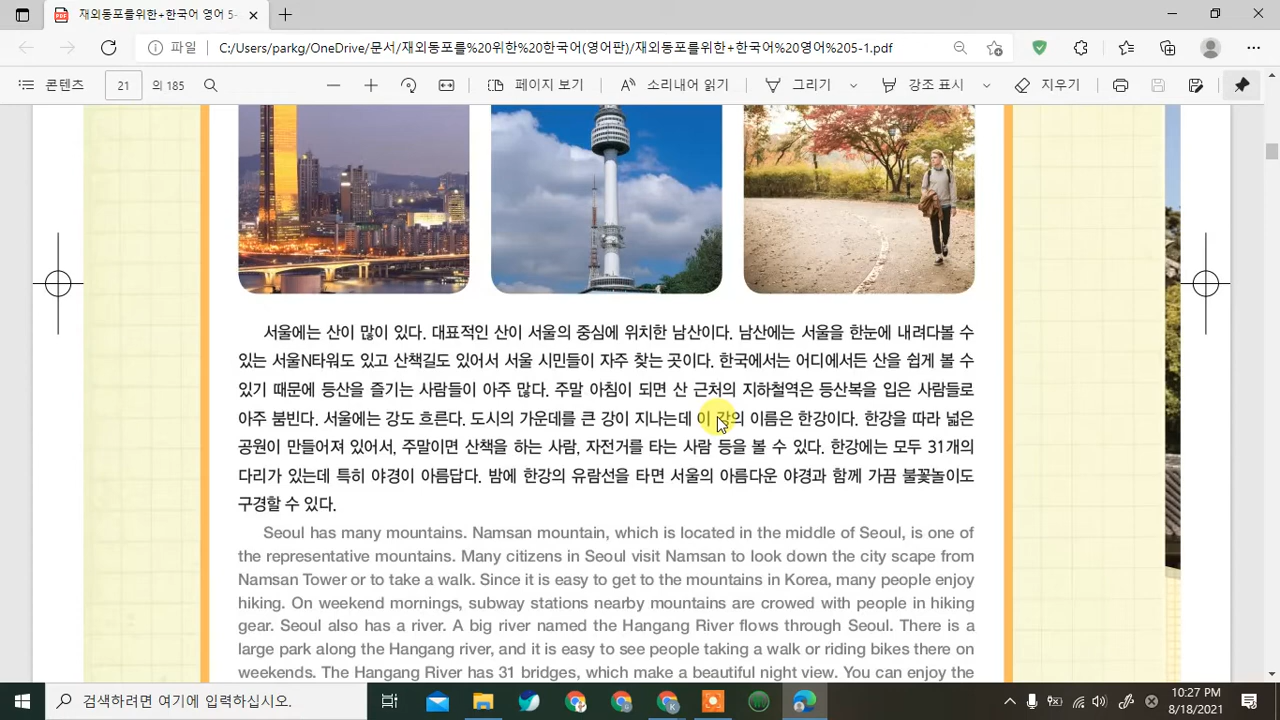 재외동포를위한+한국어 영어 5-
파일
C:/Users/parkg/OneDrive/문서/재외동포를%20위한%20한국어(영어판)/재외동포를위한+한국어%20영어%205-1.pdf
콘텐츠
21
의 185
페이지 보기
소리내어 읽기
그리기
강조 표시
지우기
서울에는 산이 많이 있다. 대표적인 산이 서울의 중심에 위치한 남산이다. 남산에는 서울을 한눈에 내려다볼 수
있는 서울N타워도 있고 산책길도 있어서 서울 시민들이 자주 찾는 곳이다. 한국에서는 어디에서든 산을 쉽게 볼 수
있기 때문에 등산을 즐기는 사람들이 아주 많다. 주말 아침이 되면 산 근처의 지하철역은 등산복을 입은 사람들로
아주 붐빈다. 서울에는 강도 흐른다. 도시의 가운데를 큰 강이 지나는데 이 강의 이름은 한강이다. 한강을 따라 넓은
공원이 만들어져 있어서, 주말이면 산책을 하는 사람, 자전거를 타는 사람 등을 볼 수 있다. 한강에는 모두 31개의
다리가 있는데 특히 야경이 아름답다. 밤에 한강의 유람선을 타면 서울의 아름다운 야경과 함께 가끔 불꽃놀이도
구경할 수 있다.
Seoul has many mountains. Namsan mountain, which is located in the middle of Seoul, is one of
the representative mountains. Many citizens in Seoul visit Namsan to look down the city scape from
Namsan Tower or to take a walk. Since it is easy to get to the mountains in Korea, many people enjoy
hiking. On weekend mornings, subway stations nearby mountains are crowed with people in hiking
gear. Seoul also has a river. A big river named the Hangang River flows through Seoul. There is a
large park along the Hangang river, and it is easy to see people taking a walk or riding bikes there on
weekends. The Hangang River has 31 bridges, which make a beautiful night view. You can enjoy the
검색하려면 여기에 입력하십시오.
10:27 PM
8/18/2021